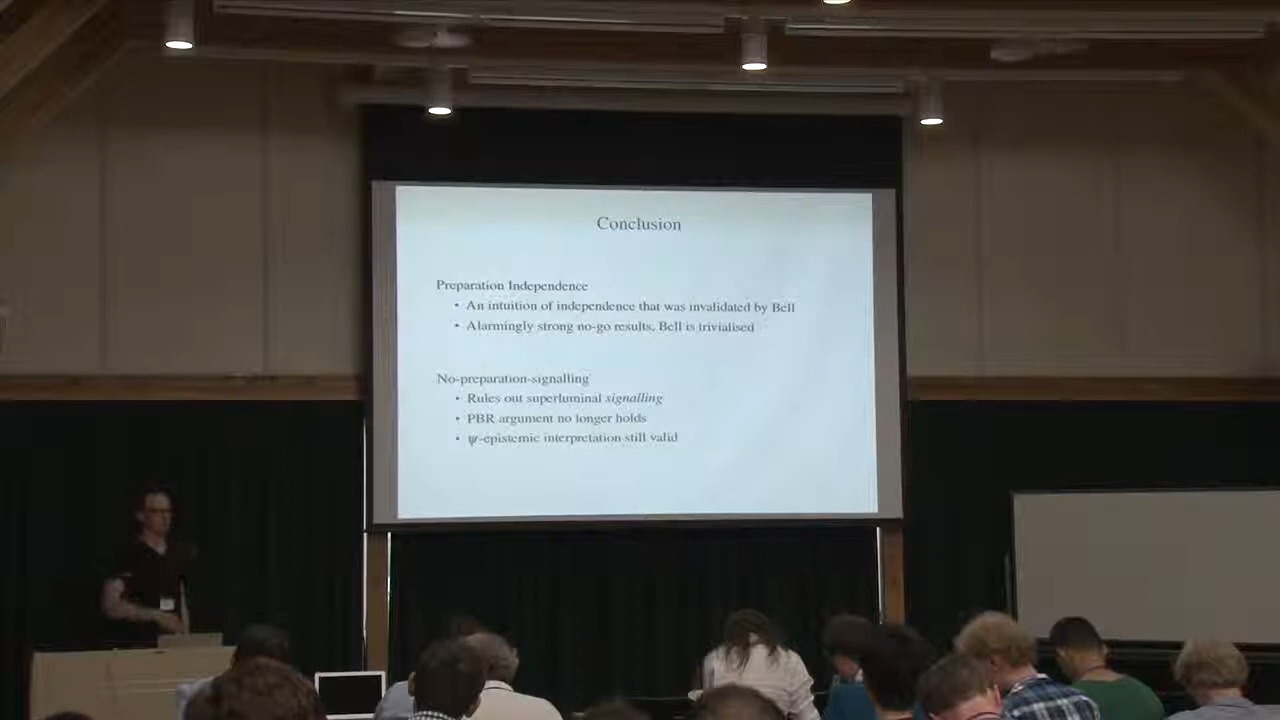 Conclusion
Preparation Independence
• An intuition of independence that was invalidated by Bell
• Alarmingly strong no-go results, Bell is trivialised
No-preparation-signalling
• Rules out superluminal signalling
• PBR argument no longer holds
• ψ-epistemic interpretation still valid